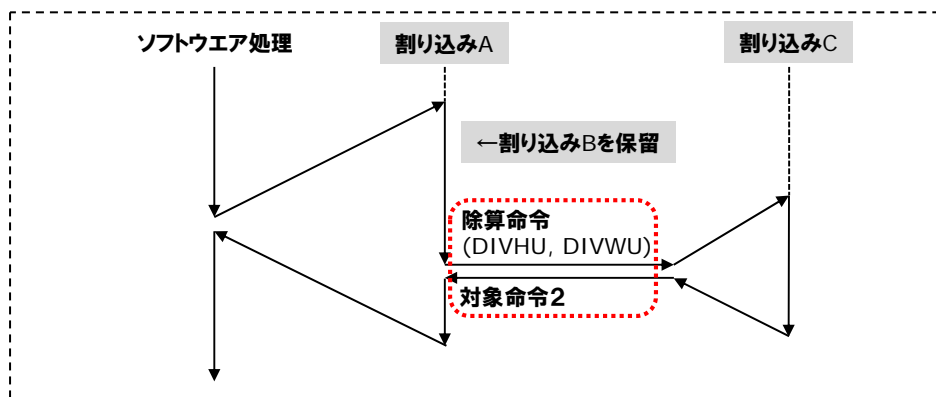 ソフトウエア処理
割り込みA
割り込みC
←割り込みBを保留
除算命令
(DIVHU, DIVWU)
対象命令2